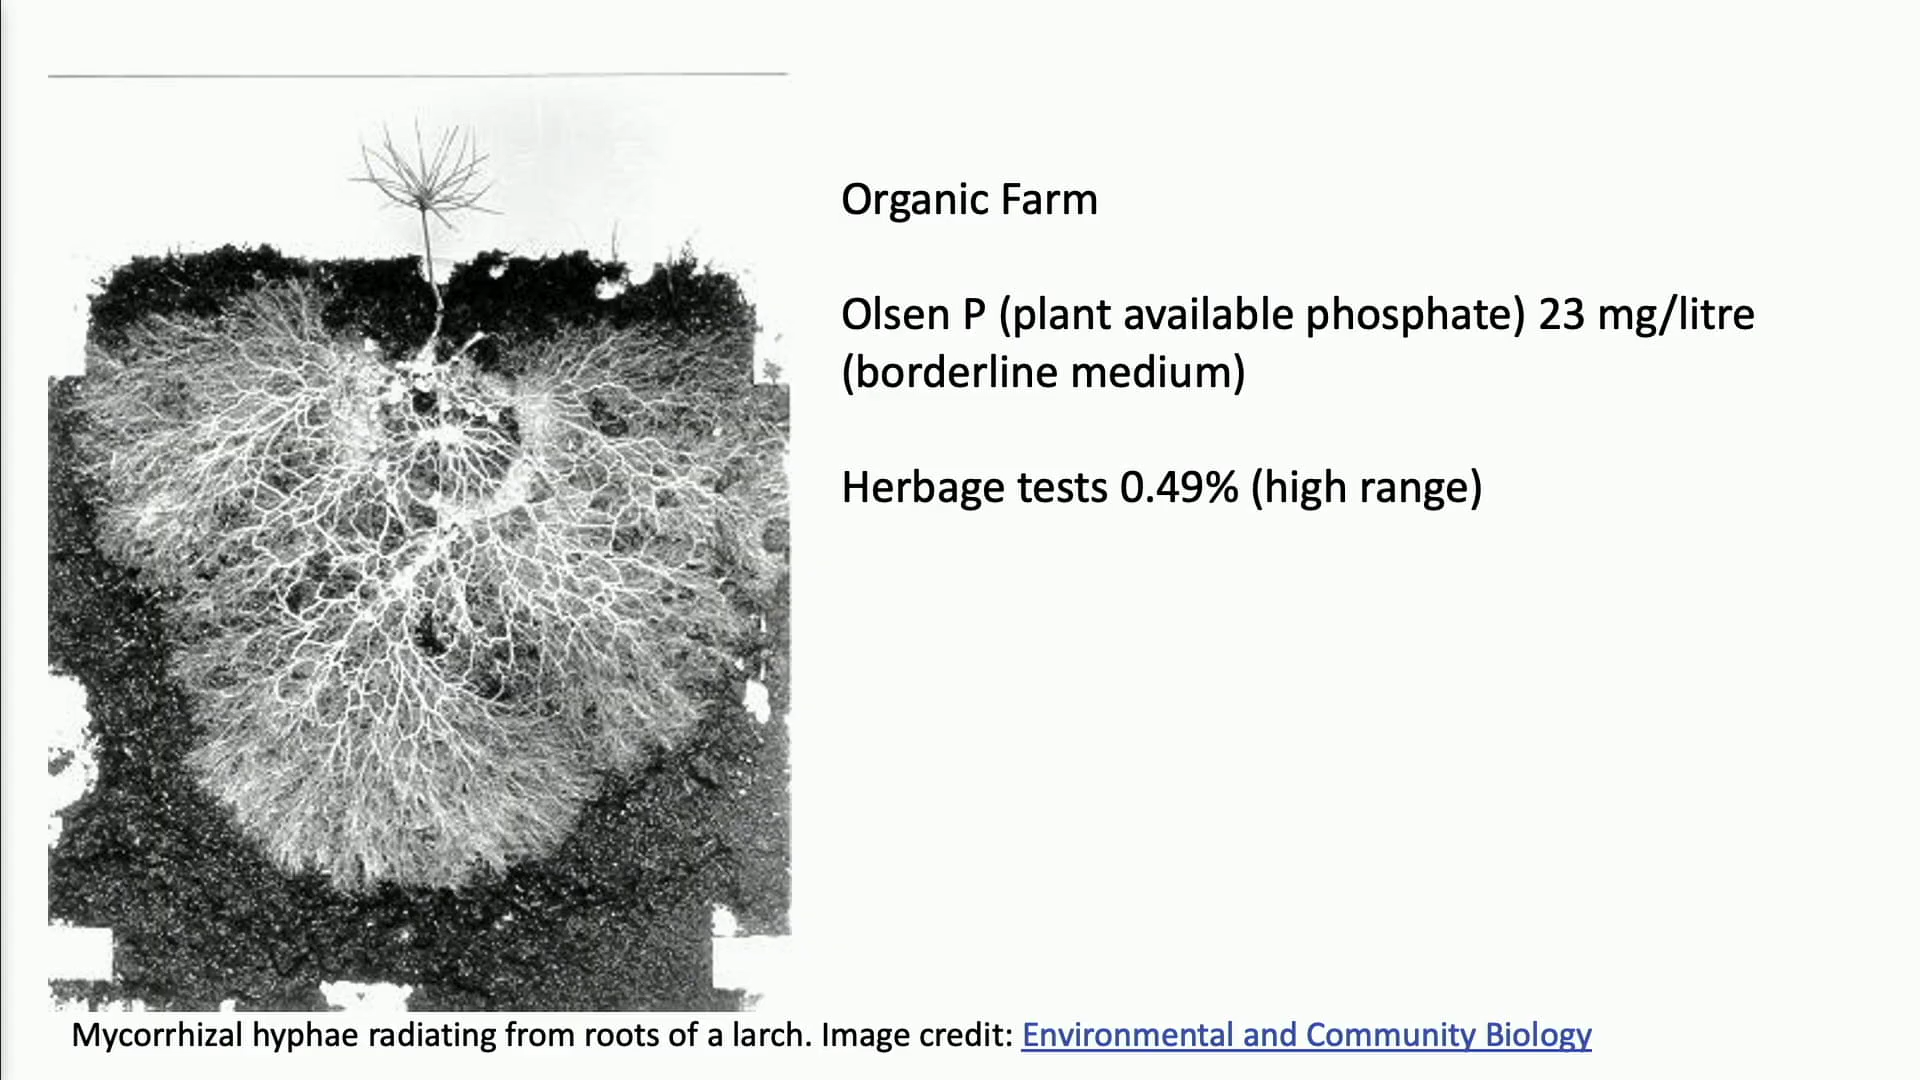 Organic Farm
Olsen P (plant available phosphate) 23 mg/litre
(borderline medium)
Herbage tests 0.49% (high range)
Mycorrhizal hyphae radiating from roots of a larch. Image credit: Environmental and Community Biology